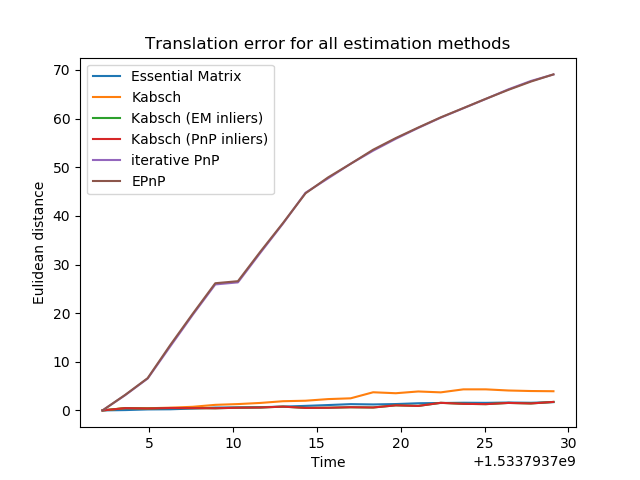 Translation error for all estimation methods
Essential Matrix
Kabsch
Kabsch (EM inliers)
Kabsch (PnP inliers)
iterative PnP
EPnP
70
60
50
40
30
20
10
0
Eulidean distance
5 10 15 20 25 30
Time
+1.5337937e9